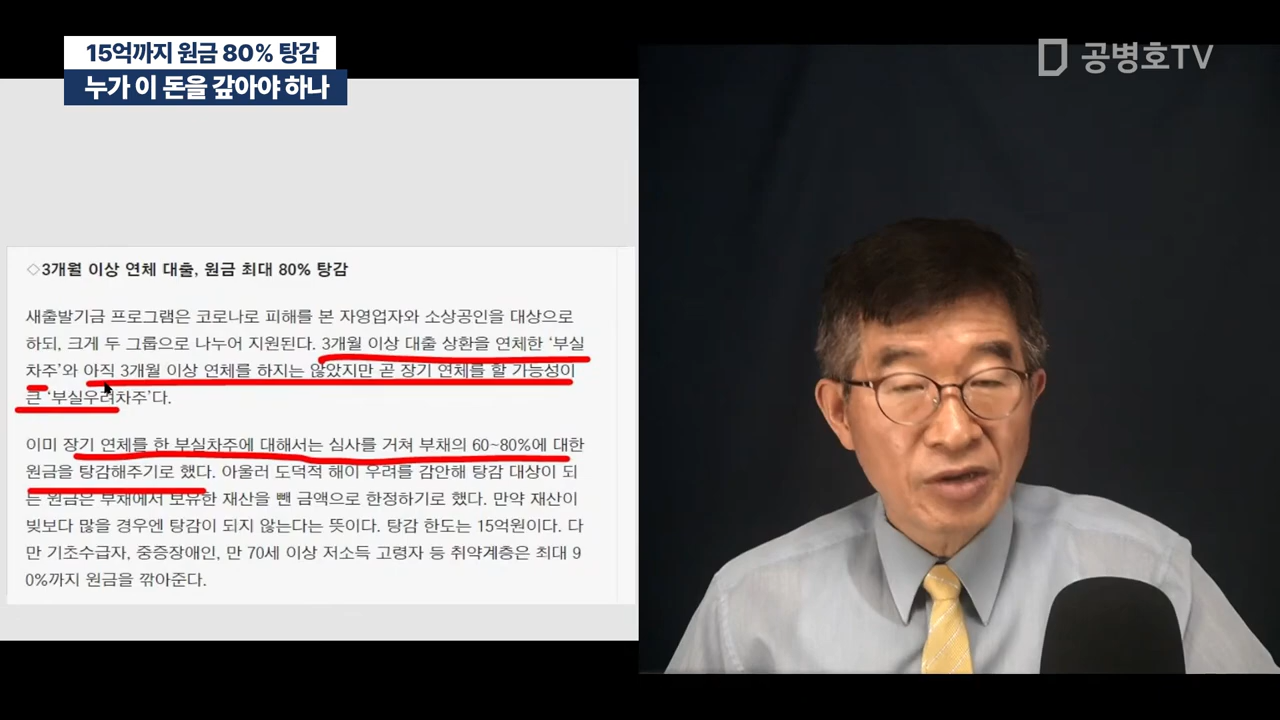 15억까지 원금 80% 탕감
누가 이 돈을 갚아야 하나
공병호TV
◇3개월 이상 연체 대출, 원금 최대 80% 탕감
새출발기금 프로그램은 코로나로 피해를 본 자영업자와 소상공인을 대상으로
하되, 크게 두 그룹으로 나누어 지원된다. 3개월 이상 대출 상환을 연체한 ‘부실
차주’와 아직 3개월 이상 연체를 하지는 않았지만 곧 장기 연체를 할 가능성이
큰 ‘부실우려차주’다.
이미 장기 연체를 한 부실차주에 대해서는 심사를 거쳐 부채의 60~80%에 대한
원금을 탕감해주기로 했다. 아울러 도덕적 해이 우려를 감안해 탕감 대상이 되
는 원금은 부채에서 보유한 재산을 뺀 금액으로 한정하기로 했다. 만약 재산이
빚보다 많을 경우엔 탕감이 되지 않는다는 뜻이다. 탕감 한도는 15억원이다. 다
만 기초수급자, 중증장애인, 만 70세 이상 저소득 고령자 등 취약계층은 최대 9
0%까지 원금을 깎아준다.